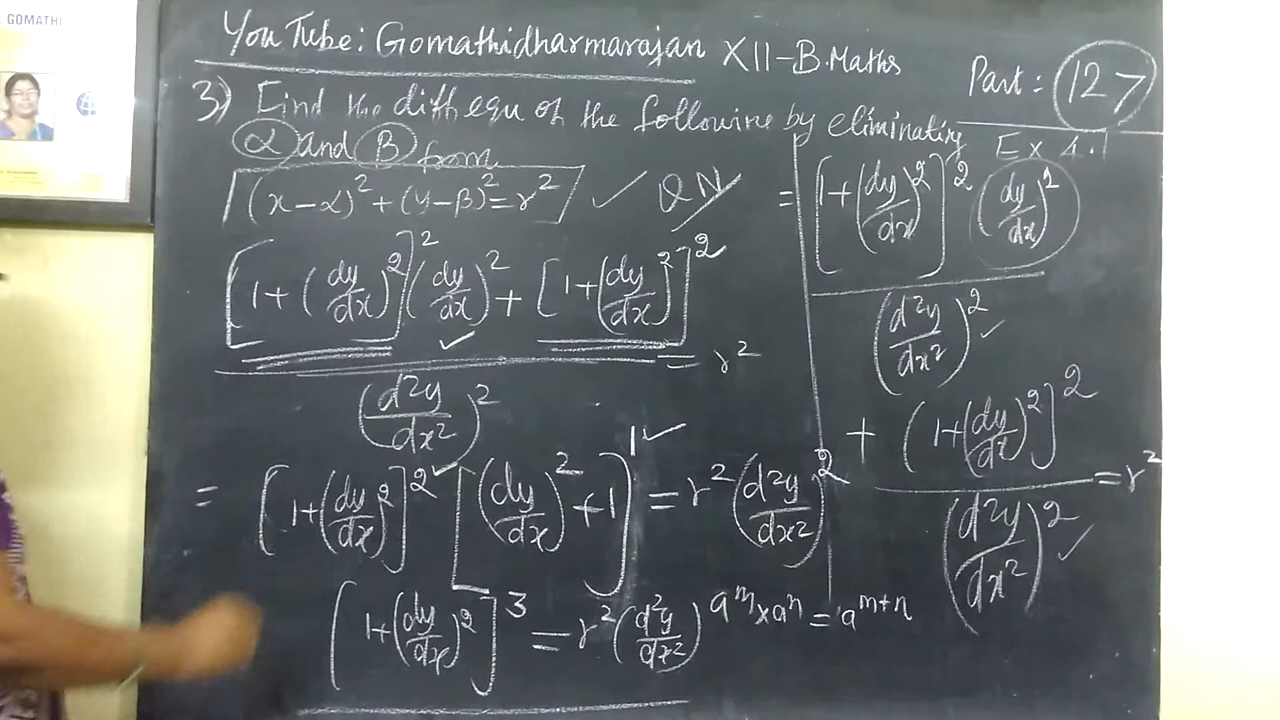 GOMATHI
YouTube: Gomathidharmarajan XII-B.Maths
Part: 127
3) Find the diff equ of the following by eliminating
Ex 4.1
α and β from
(x-α)² + (y-β)² = r² ✓ QN
[1+(dy/dx)²]² (dy/dx)² + [1+(dy/dx)²]² / (d²y/dx²)² = r²
= [1+(dy/dx)²]² [(dy/dx)² + 1)¹ = r² (d²y/dx²)²
[1+(dy/dx)²]³ = r² (d²y/dx²)
aᵐ × aⁿ = aᵐ⁺ⁿ
= [1+(dy/dx)²]² (dy/dx)² / (d²y/dx²)² ✓
+ (1+(dy/dx)²]² / (d²y/dx²)² ✓ = r²